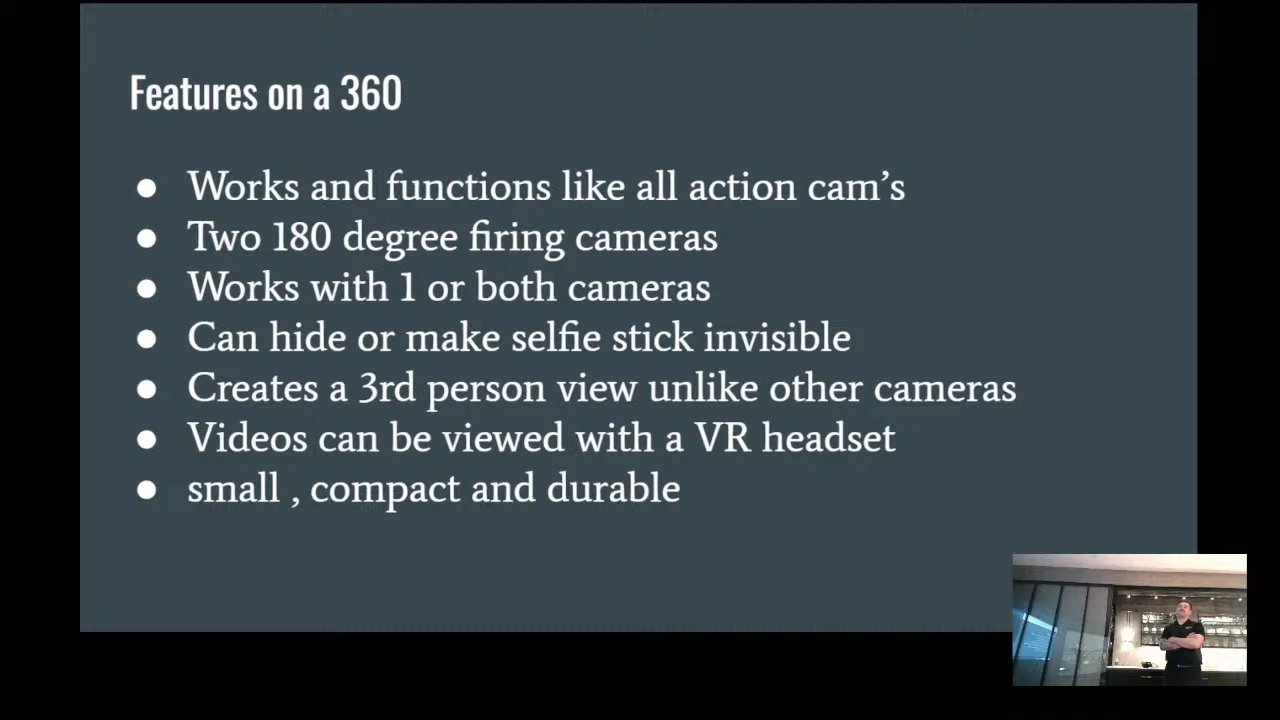 Features on a 360
● Works and functions like all action cam’s
● Two 180 degree firing cameras
● Works with 1 or both cameras
● Can hide or make selfie stick invisible
● Creates a 3rd person view unlike other cameras
● Videos can be viewed with a VR headset
● small , compact and durable